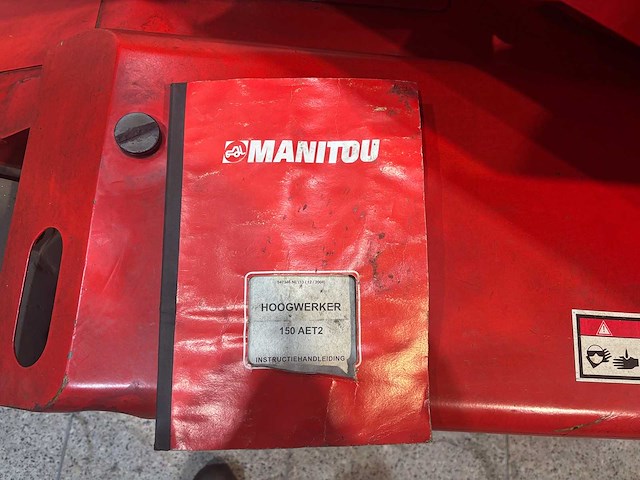 MANITOU
HOOGWERKER
150 AET2
INSTRUCTIEHANDLEIDING